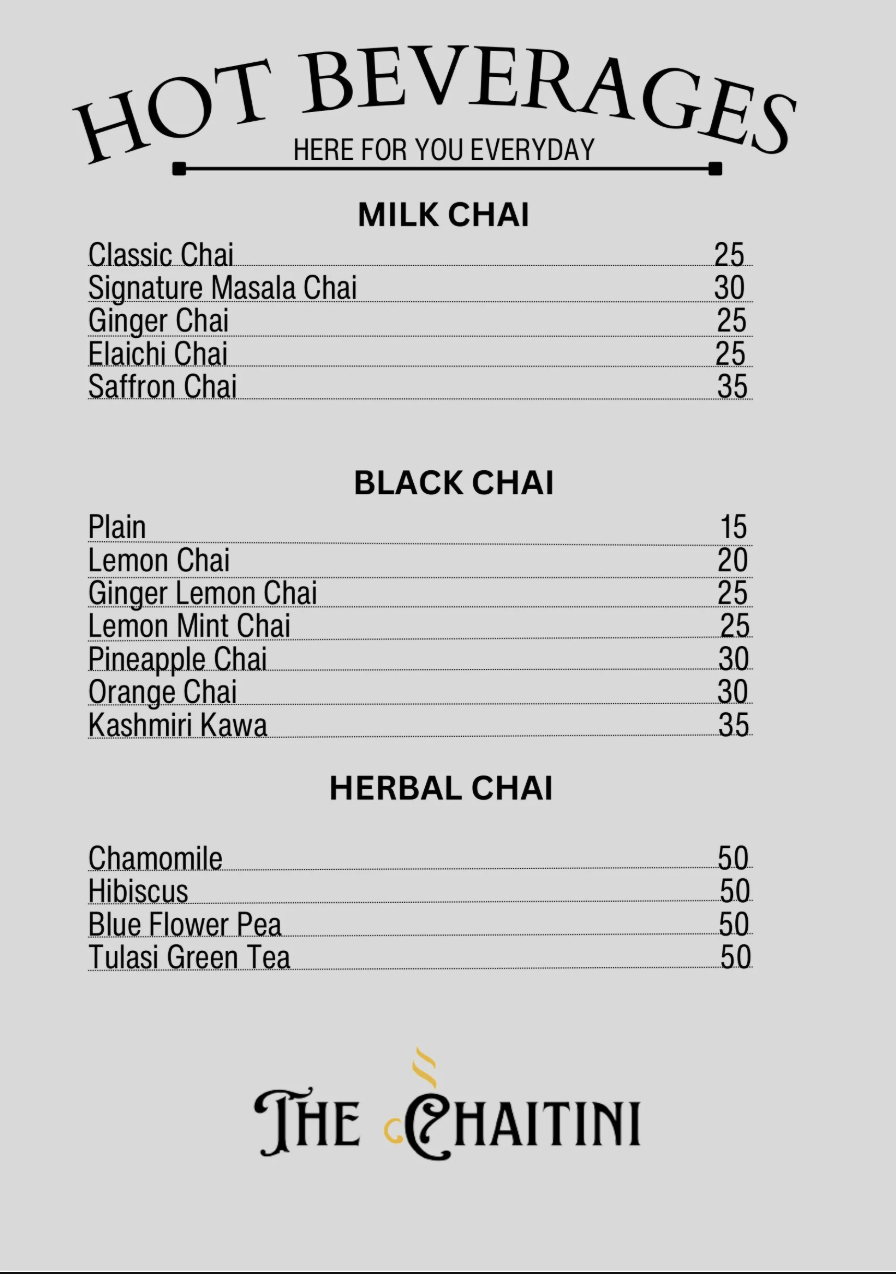 HOT BEVERAGES
HERE FOR YOU EVERYDAY
MILK CHAI
Classic Chai 25
Signature Masala Chai 30
Ginger Chai 25
Elaichi Chai 25
Saffron Chai 35
BLACK CHAI
Plain 15
Lemon Chai 20
Ginger Lemon Chai 25
Lemon Mint Chai 25
Pineapple Chai 30
Orange Chai 30
Kashmiri Kawa 35
HERBAL CHAI
Chamomile 50
Hibiscus 50
Blue Flower Pea 50
Tulasi Green Tea 50
THE CHAITINI